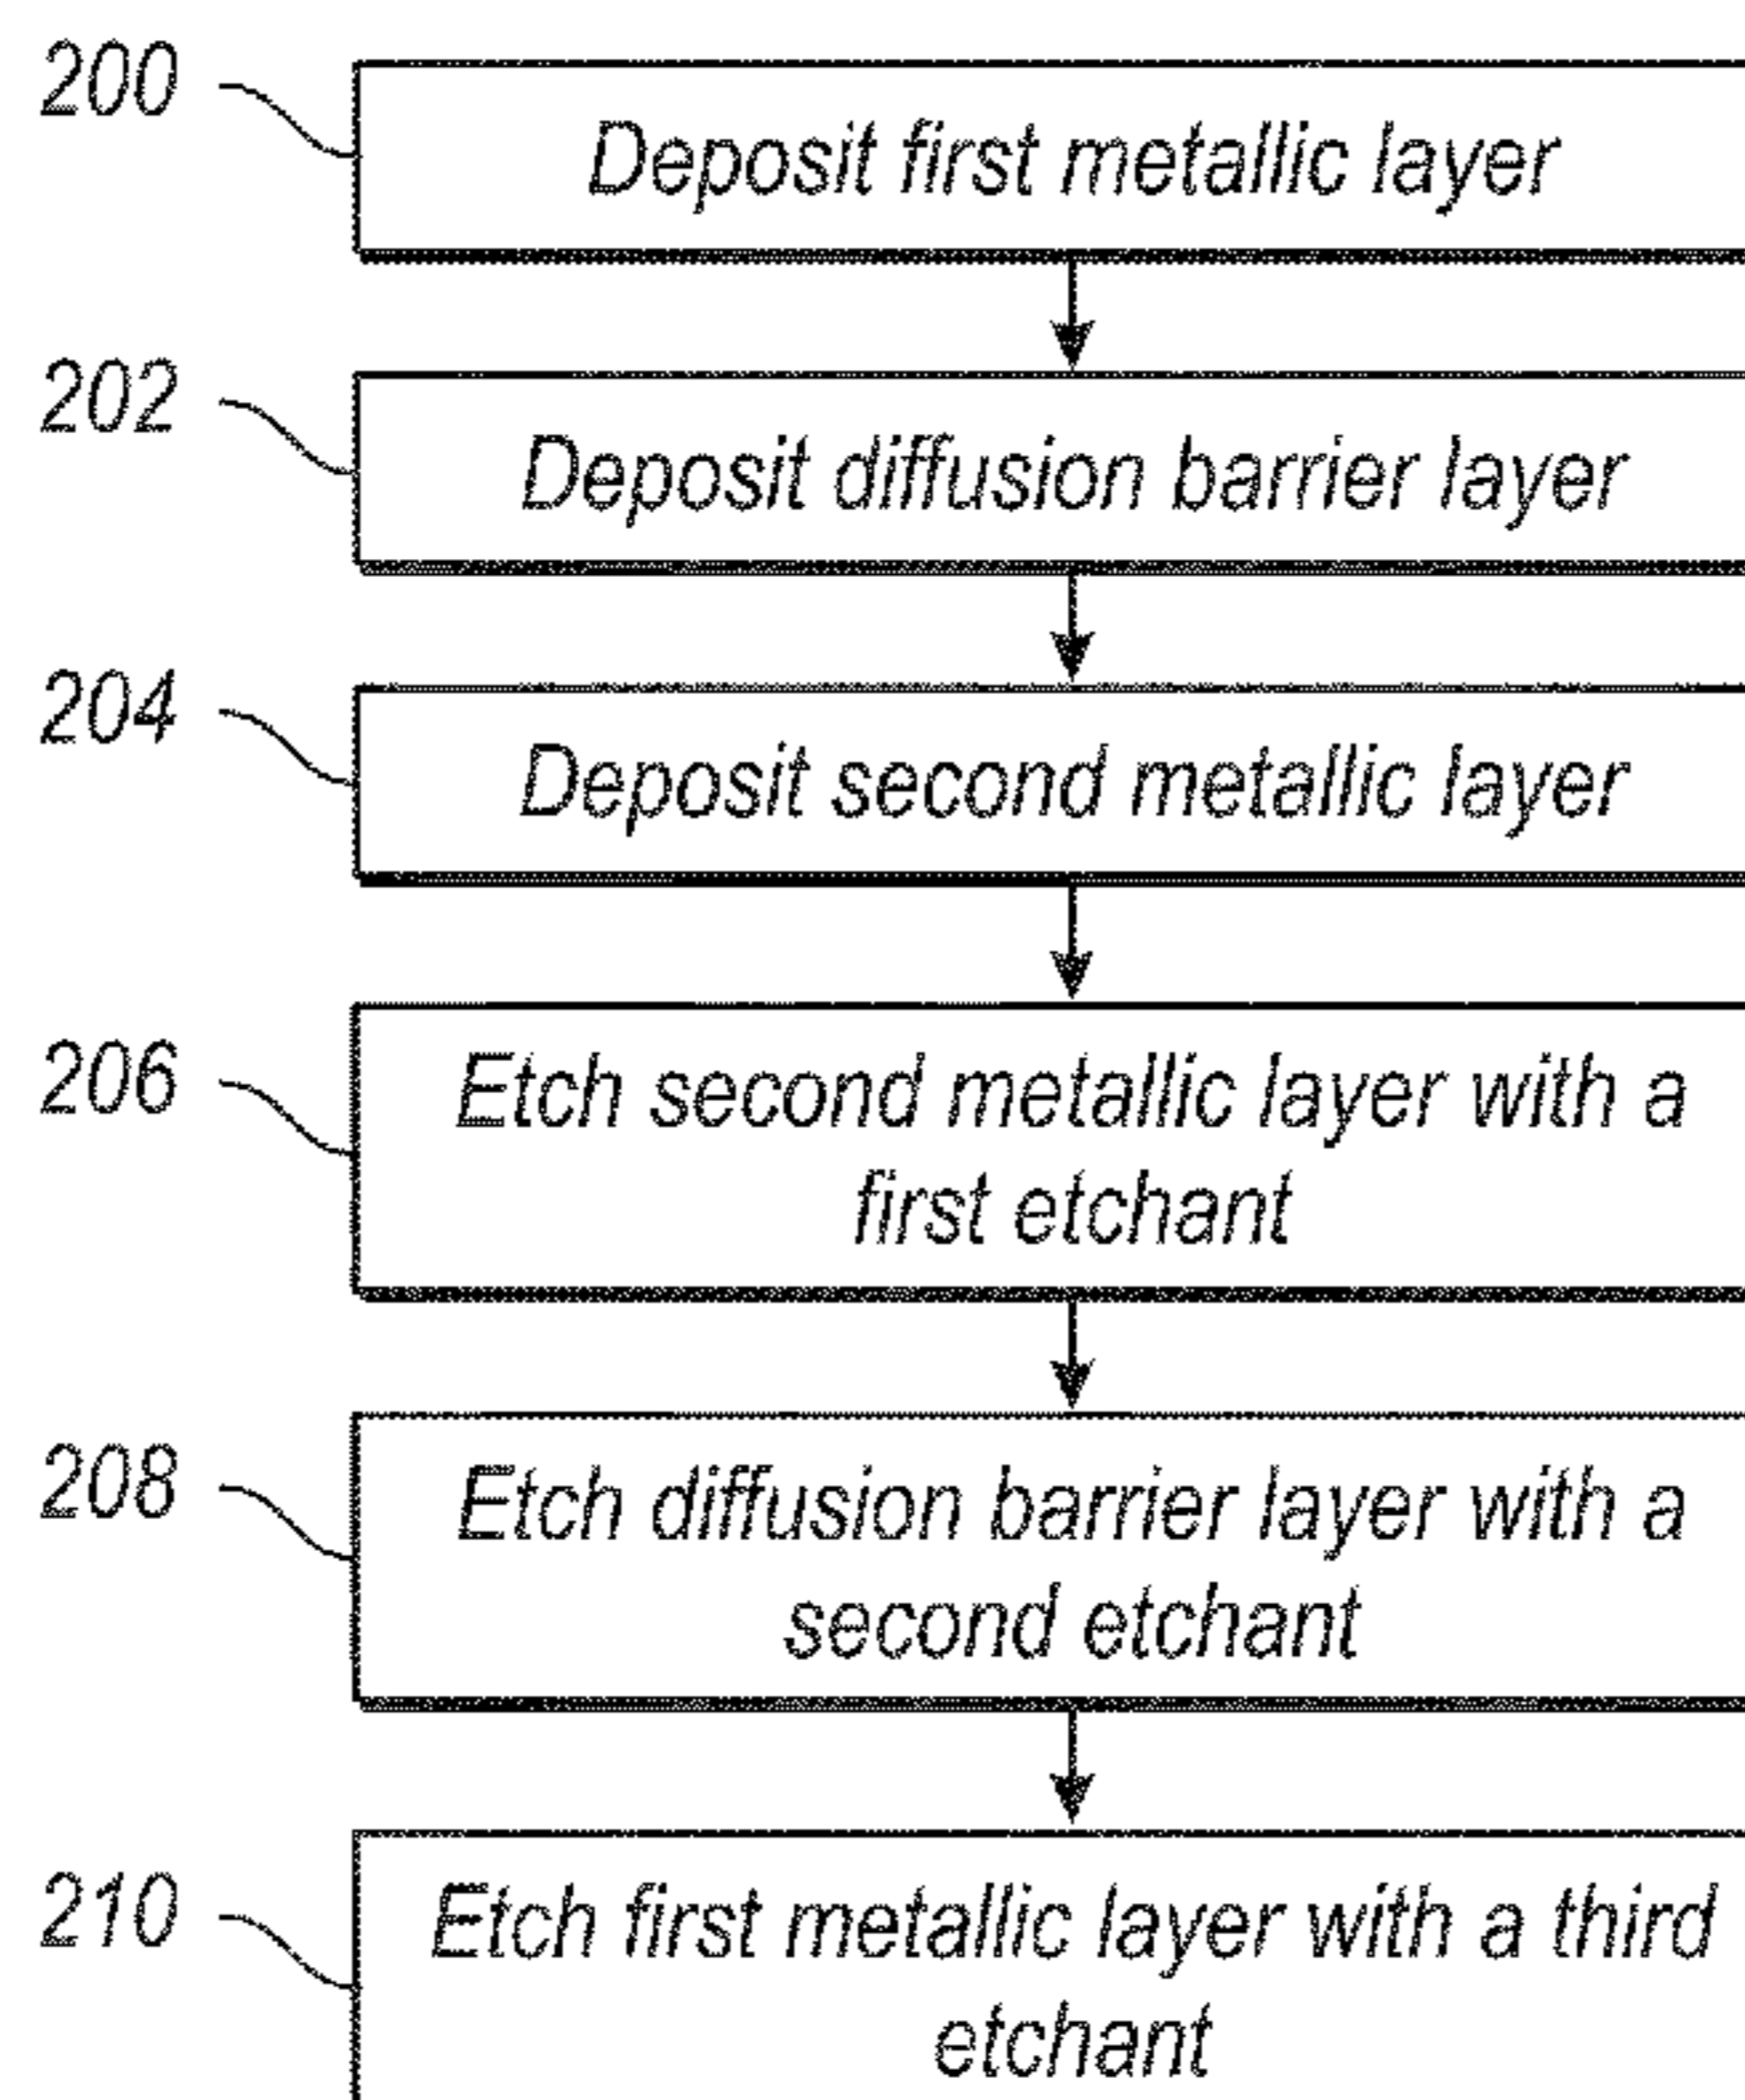 200
Deposit first metallic layer
202
Deposit diffusion barrier layer
204
Deposit second metallic layer
206
Etch second metallic layer with a
first etchant
208
Etch diffusion barrier layer with a
second etchant
210
Etch first metallic layer with a third
etchant